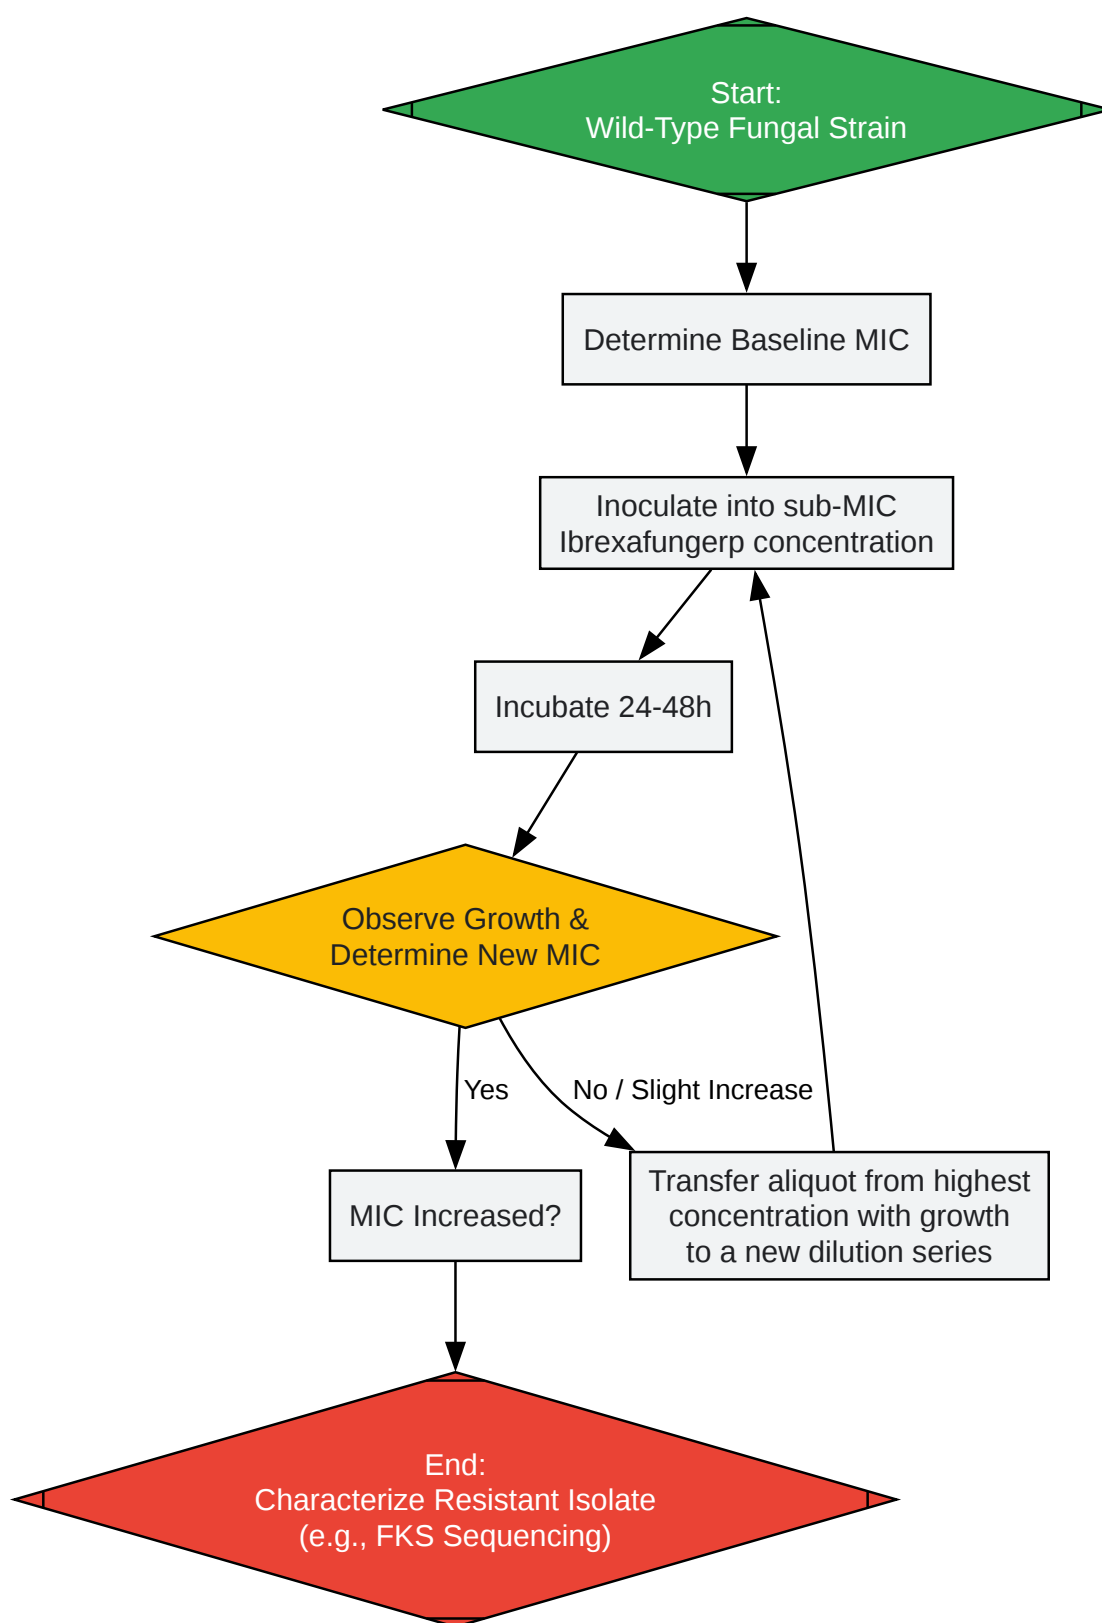 Start:
Wild-Type Fungal Strain
Determine Baseline MIC
Inoculate into sub-MIC
Ibrexafungerp concentration
Incubate 24-48h
Observe Growth &
Determine New MIC
Yes
No / Slight Increase
MIC Increased?
Transfer aliquot from highest
concentration with growth
to a new dilution series
End:
Characterize Resistant Isolate
(e.g., FKS Sequencing)